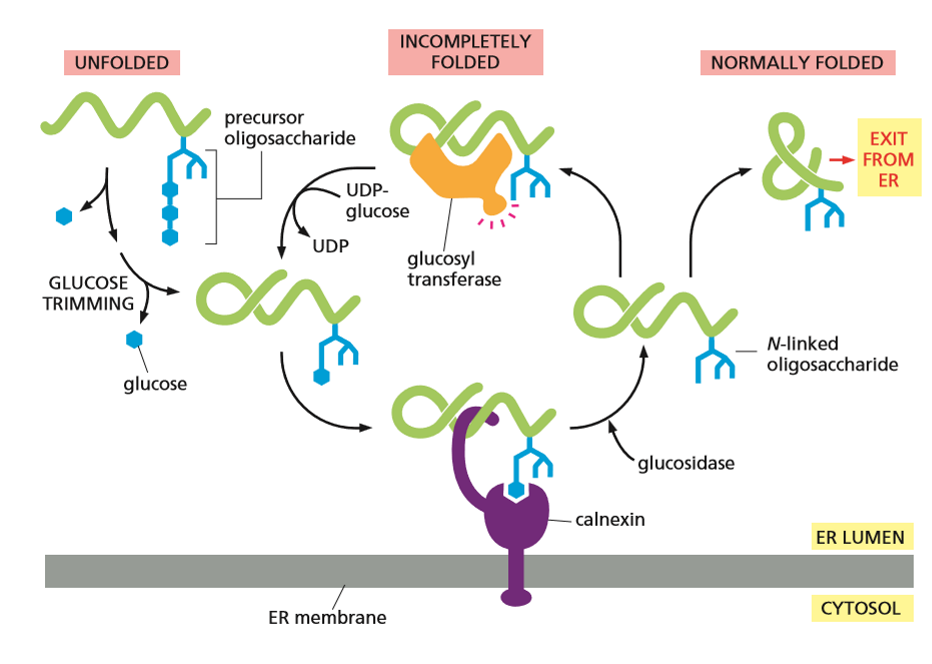 UNFOLDED
INCOMPLETELY
FOLDED
NORMALLY FOLDED
precursor
oligosaccharide
EXIT
FROM
ER
UDP-
glucose
UDP
glucosyl
transferase
GLUCOSE
TRIMMING
glucose
N-linked
oligosaccharide
glucosidase
calnexin
ER LUMEN
ER membrane
CYTOSOL